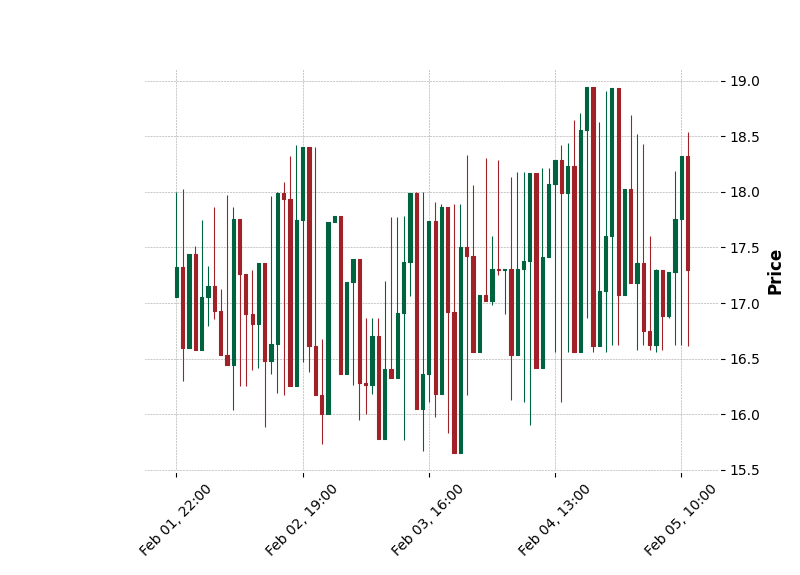 19.0
18.5
18.0
17.5
17.0
16.5
16.0
15.5
Price
Feb 01, 22:00
Feb 02, 19:00
Feb 03, 16:00
Feb 04, 13:00
Feb 05, 10:00